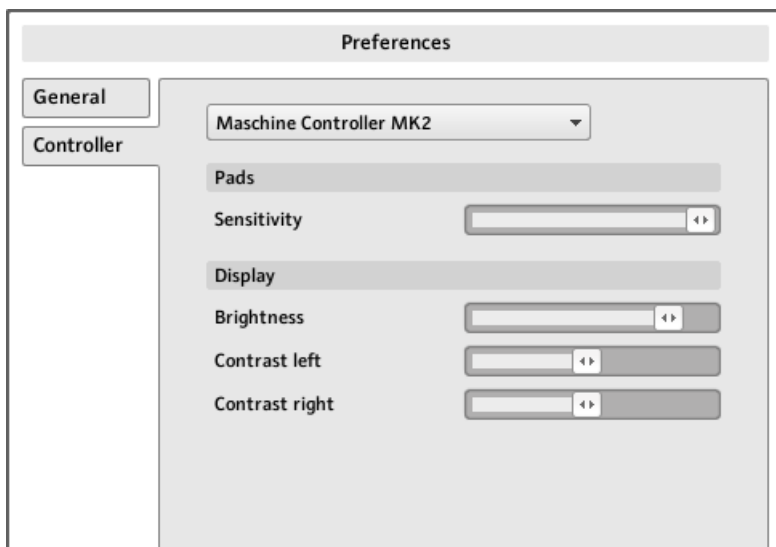 Preferences
General
Controller
Maschine Controller MK2
Pads
Sensitivity
Display
Brightness
Contrast left
Contrast right